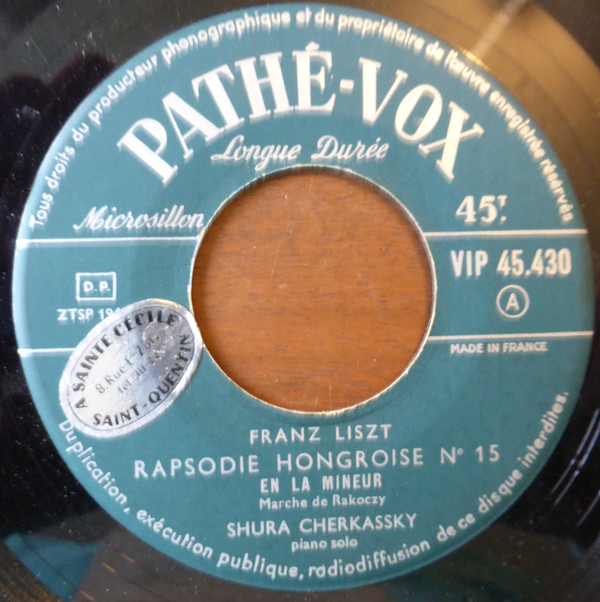 Tous droits du producteur phonographique et du propriétaire de l'œuvre enregistrée réservés
PATHÉ-VOX
Longue Durée
Microsillon
45T.
VIP 45.430
D.P.
A
ZTSP
MADE IN FRANCE
A SAINTE CÉCILE
SAINT-QUENTIN
FRANZ LISZT
RAPSODIE HONGROISE N° 15
EN LA MINEUR
Marche de Rakoczy
SHURA CHERKASSKY
piano solo
Duplication, exécution publique, radiodiffusion de ce disque interdites.